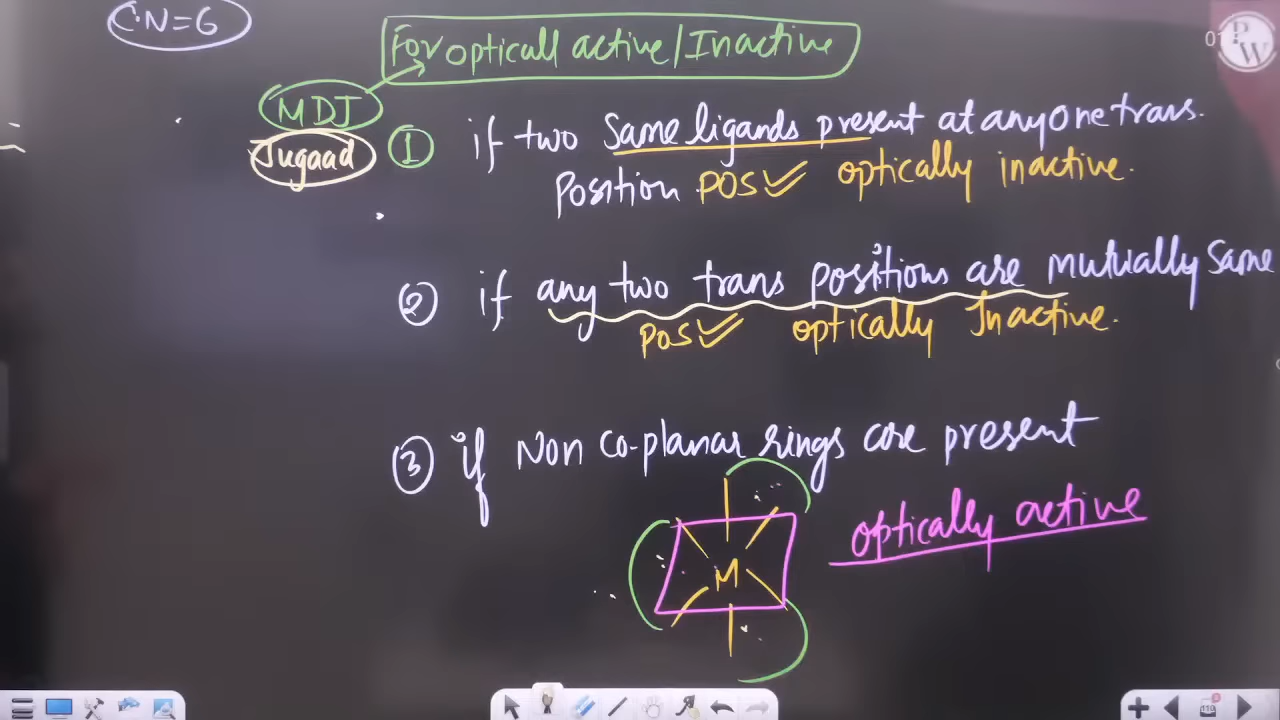 C·N=6
For opticall active/Inactive
MDJ
Jugaad
① if two Same ligands present at any one trans.
Position POS optically inactive.
② if any two trans positions are mutually Same
POS optically Inactive.
③ if Non co-planar rings are present
optically active
M
PW